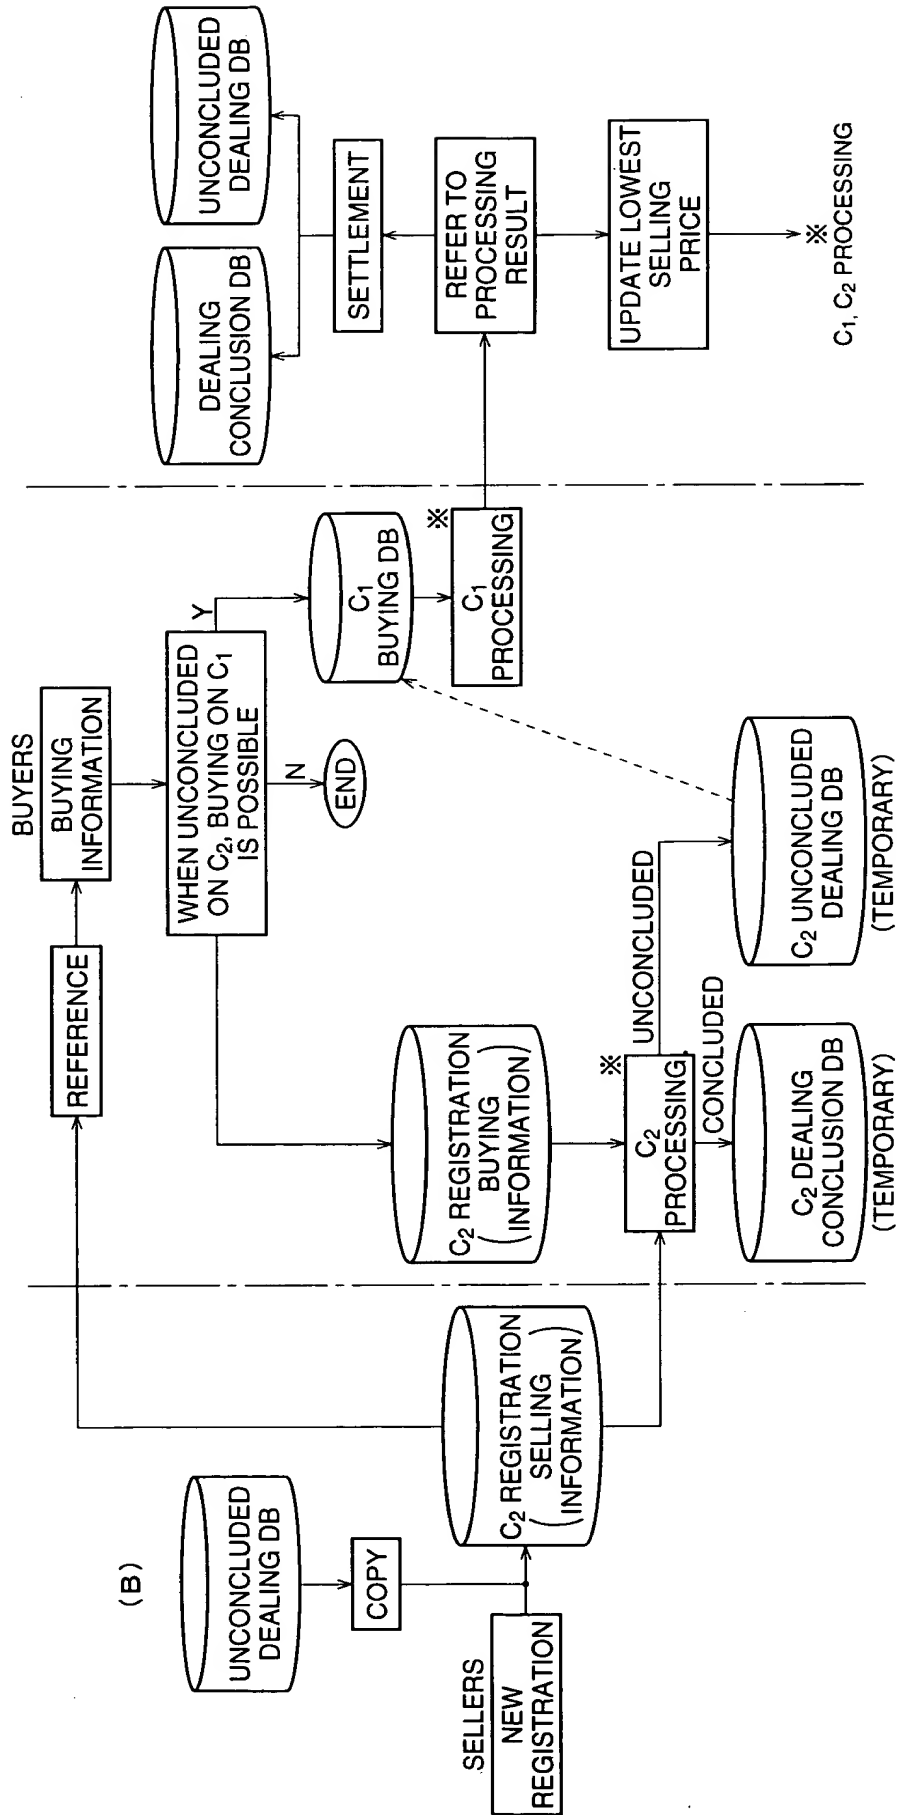 (B)
UNCONCLUDED
DEALING DB
COPY
SELLERS
NEW
REGISTRATION
C₂ REGISTRATION
SELLING
(INFORMATION)
REFERENCE
BUYERS
BUYING
INFORMATION
WHEN UNCONCLUDED
ON C₂, BUYING ON C₁
IS POSSIBLE
Y
N
END
C₂ REGISTRATION
BUYING
(INFORMATION)
※
C₂
PROCESSING
UNCONCLUDED
CONCLUDED
C₂ DEALING
CONCLUSION DB
(TEMPORARY)
C₂ UNCONCLUDED
DEALING DB
(TEMPORARY)
C₁
BUYING DB
※
C₁
PROCESSING
DEALING
CONCLUSION DB
UNCONCLUDED
DEALING DB
SETTLEMENT
REFER TO
PROCESSING
RESULT
UPDATE LOWEST
SELLING
PRICE
※
C₁, C₂ PROCESSING